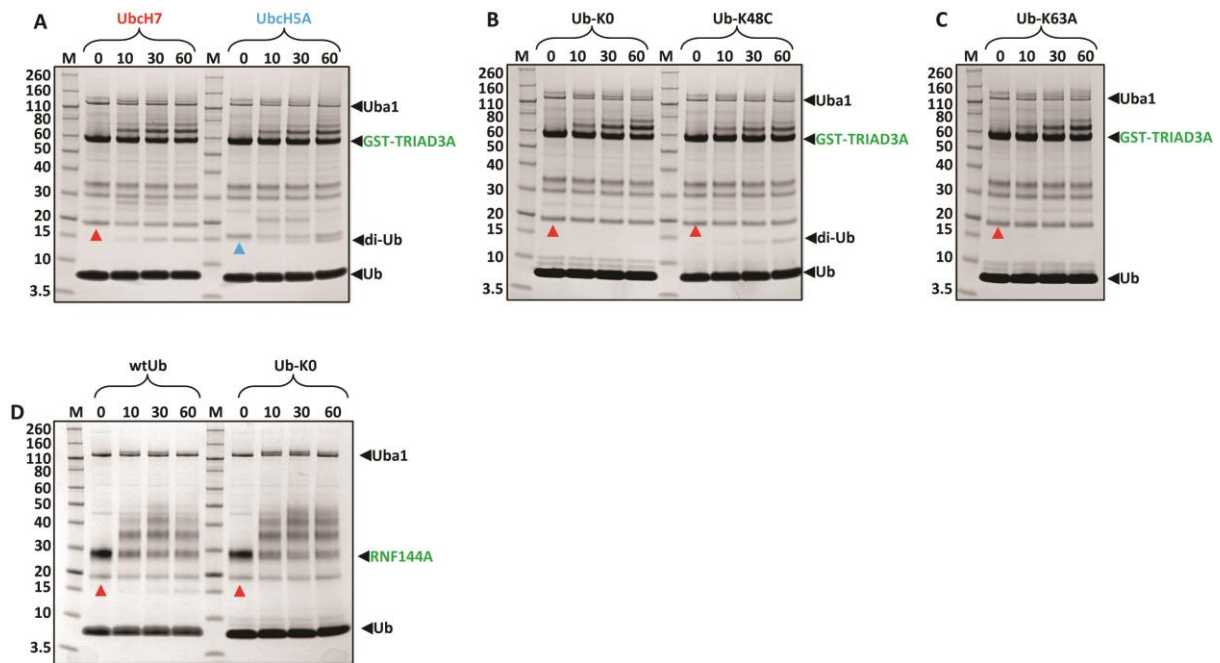 A UbcH7 UbcH5A
M 0 10 30 60 M 0 10 30 60
260
160
110
80
60
50
40
30
20
15
10
3.5
Uba1
GST-TRIAD3A
di-Ub
Ub
B Ub-K0 Ub-K48C
M 0 10 30 60 M 0 10 30 60
260
160
110
80
60
50
40
30
20
15
10
3.5
Uba1
GST-TRIAD3A
di-Ub
Ub
C Ub-K63A
M 0 10 30 60
260
160
110
80
60
50
40
30
20
15
10
3.5
Uba1
GST-TRIAD3A
Ub
D wtUb Ub-K0
M 0 10 30 60 M 0 10 30 60
260
160
110
80
60
50
40
30
20
15
10
3.5
Uba1
RNF144A
Ub